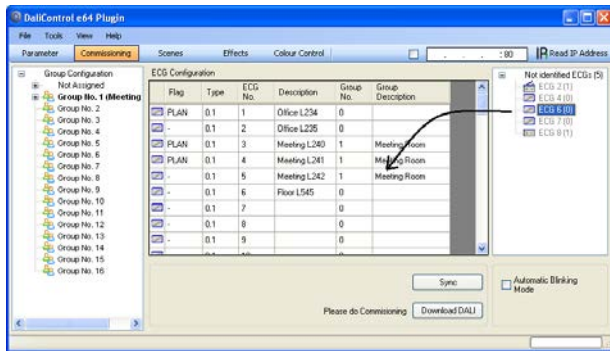 DaliControl e64 Plugin
File Tools View Help
Parameter Commissioning Scenes Effects Colour Control . . . :80 Read IP Address
Group Configuration
Not Assigned
Group No. 1 (Meeting
Group No. 2
Group No. 3
Group No. 4
Group No. 5
Group No. 6
Group No. 7
Group No. 8
Group No. 9
Group No. 10
Group No. 11
Group No. 12
Group No. 13
Group No. 14
Group No. 15
Group No. 16
ECG Configuration
Flag Type ECG No. Description Group No. Group Description
PLAN 0.1 1 Office L234 0
- 0.1 2 Office L235 0
PLAN 0.1 3 Meeting L240 1 Meeting Room
PLAN 0.1 4 Meeting L241 1 Meeting Room
- 0.1 5 Meeting L242 1 Meeting Room
- 0.1 6 Floor L545 0
- 0.1 7 0
- 0.1 8 0
- 0.1 9 0
Not identified ECGs (5)
ECG 2 (1)
ECG 4 (0)
ECG 6 (0)
ECG 7 (0)
ECG 8 (1)
Sync
Please do Commisioning Download DALI
Automatic Blinking
Mode